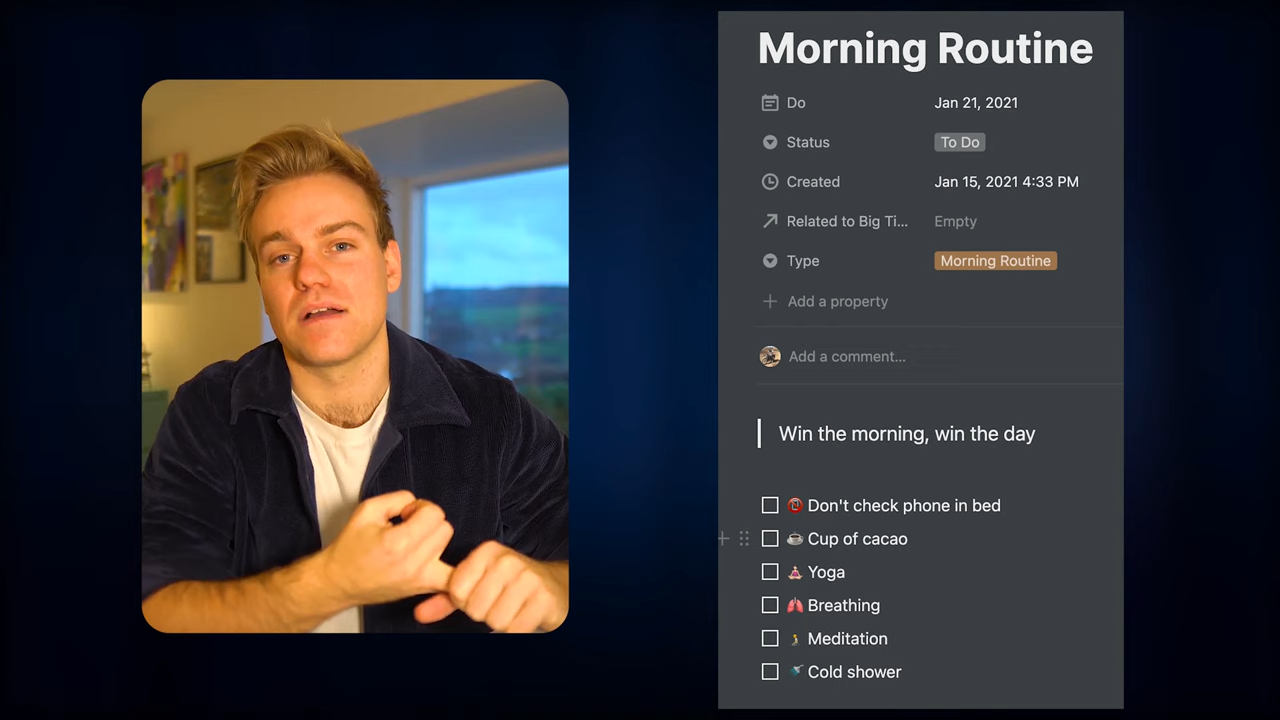 Morning Routine
Do Jan 21, 2021
Status To Do
Created Jan 15, 2021 4:33 PM
Related to Big Ti... Empty
Type Morning Routine
Add a property
Add a comment...
Win the morning, win the day
Don't check phone in bed
Cup of cacao
Yoga
Breathing
Meditation
Cold shower